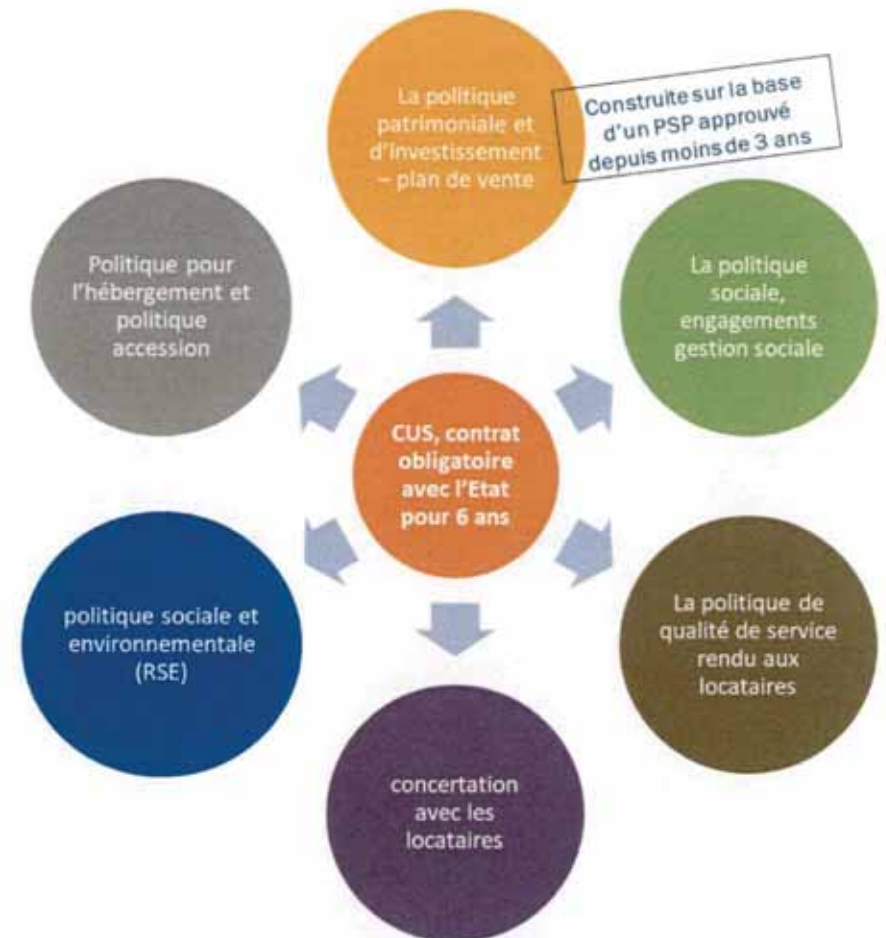 La politique
patrimoniale et
d'investissement
– plan de vente
Construite sur la base
d'un PSP approuvé
depuis moins de 3 ans
La politique
sociale,
engagements
gestion sociale
La politique de
qualité de service
rendu aux
locataires
concertation
avec les
locataires
politique sociale et
environnementale
(RSE)
Politique pour
l'hébergement et
politique
accession
CUS, contrat
obligatoire
avec l'Etat
pour 6 ans